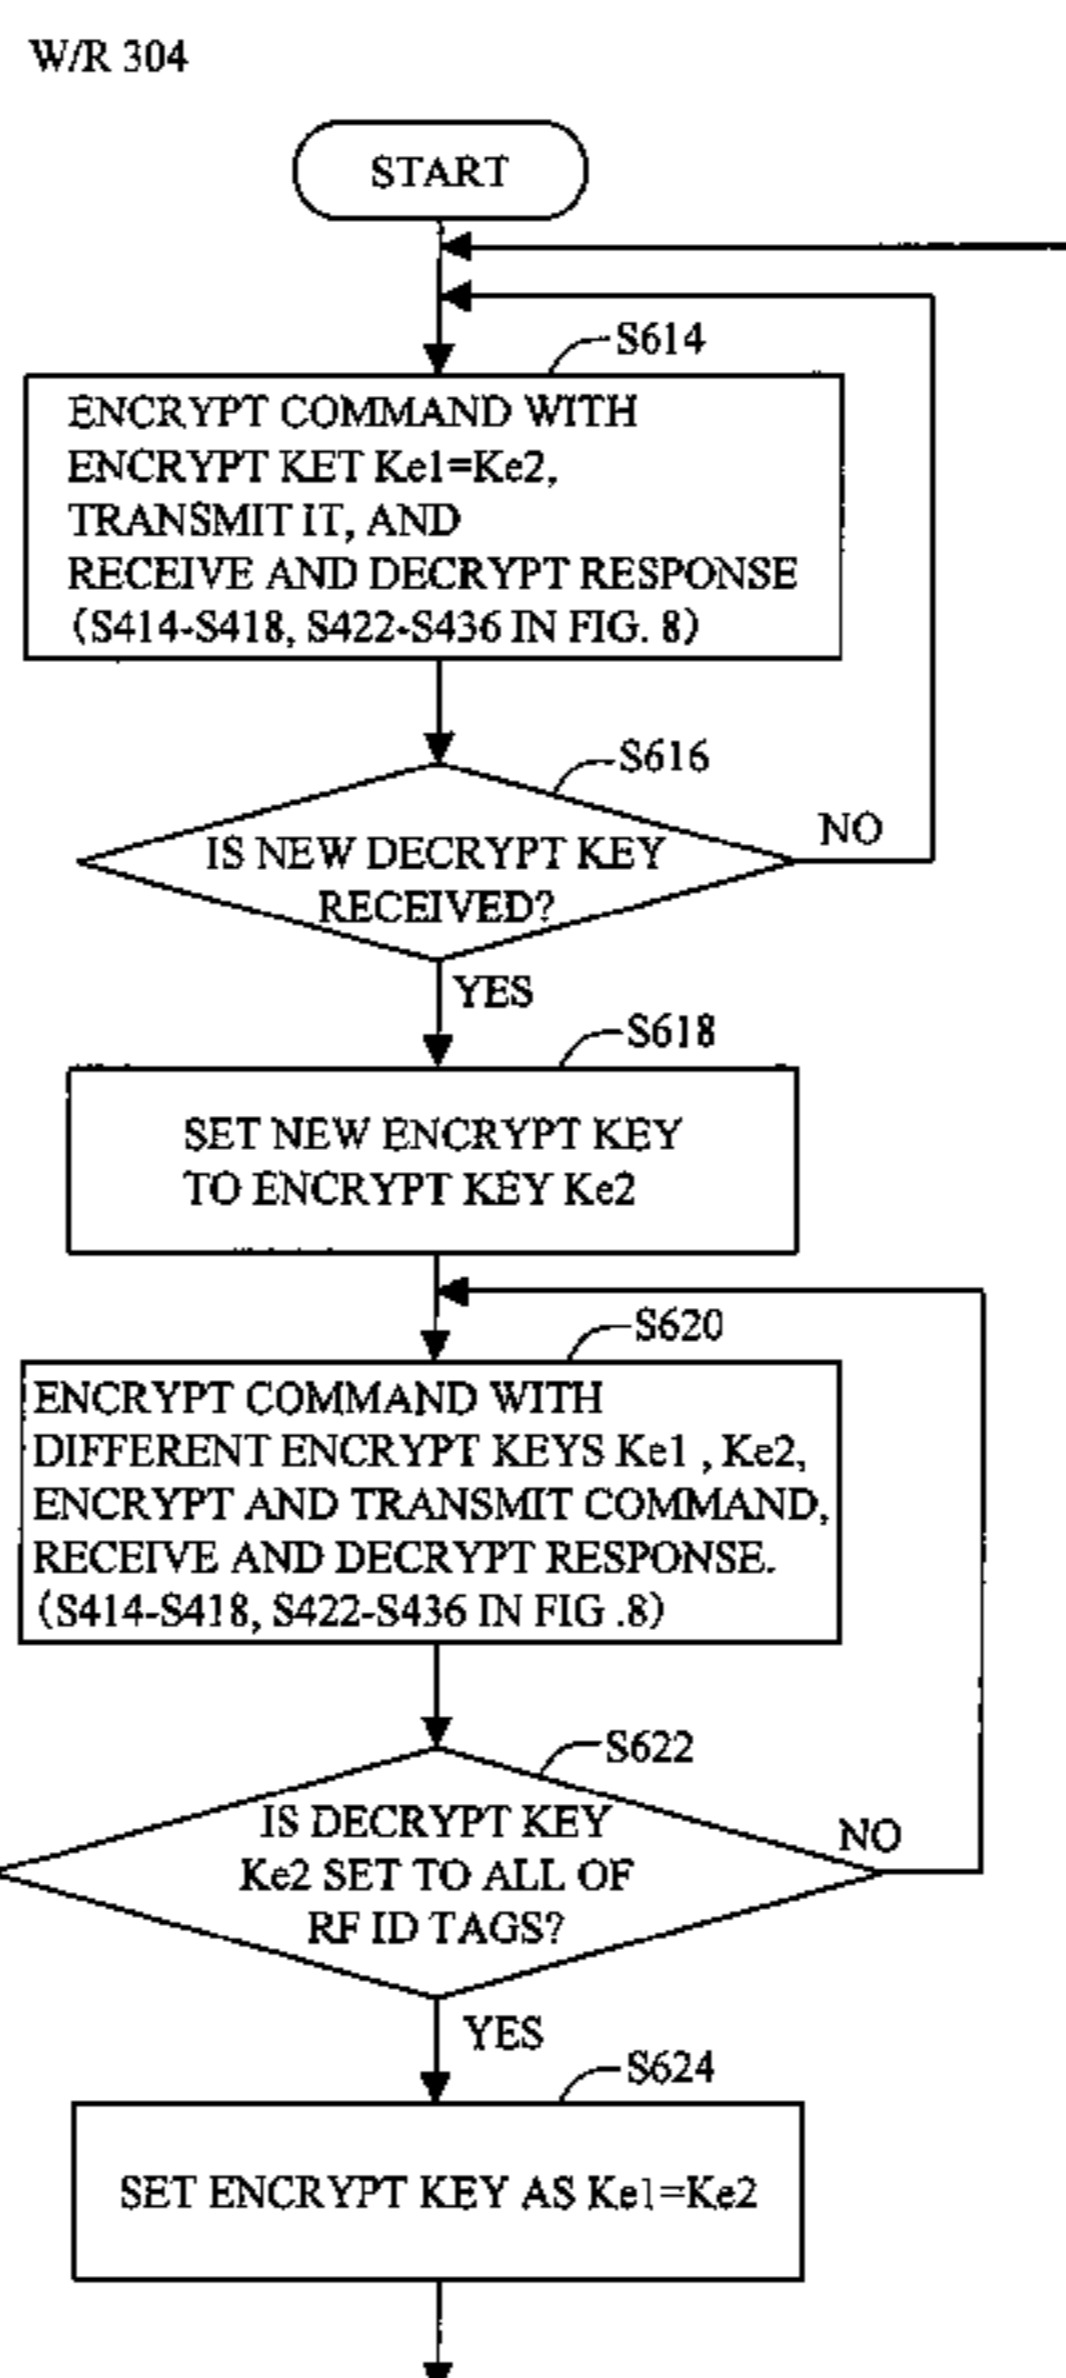 W/R 304
START
S614
ENCRYPT COMMAND WITH
ENCRYPT KET Ke1=Ke2,
TRANSMIT IT, AND
RECEIVE AND DECRYPT RESPONSE
(S414-S418, S422-S436 IN FIG. 8)
S616
IS NEW DECRYPT KEY
RECEIVED?
NO
YES
S618
SET NEW ENCRYPT KEY
TO ENCRYPT KEY Ke2
S620
ENCRYPT COMMAND WITH
DIFFERENT ENCRYPT KEYS Ke1 , Ke2,
ENCRYPT AND TRANSMIT COMMAND,
RECEIVE AND DECRYPT RESPONSE.
(S414-S418, S422-S436 IN FIG .8)
S622
IS DECRYPT KEY
Ke2 SET TO ALL OF
RF ID TAGS?
NO
YES
S624
SET ENCRYPT KEY AS Ke1=Ke2